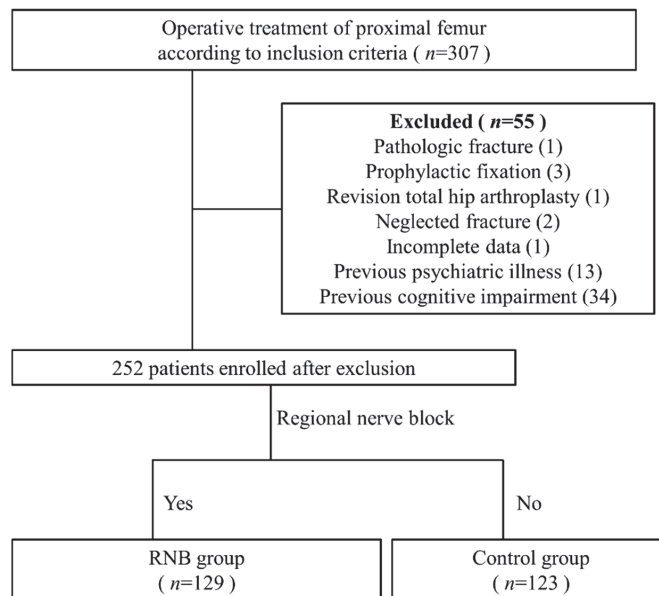 Operative treatment of proximal femur
according to inclusion criteria ( n=307 )
Excluded ( n=55 )
Pathologic fracture (1)
Prophylactic fixation (3)
Revision total hip arthroplasty (1)
Neglected fracture (2)
Incomplete data (1)
Previous psychiatric illness (13)
Previous cognitive impairment (34)
252 patients enrolled after exclusion
Regional nerve block
Yes
No
RNB group
( n=129 )
Control group
( n=123 )